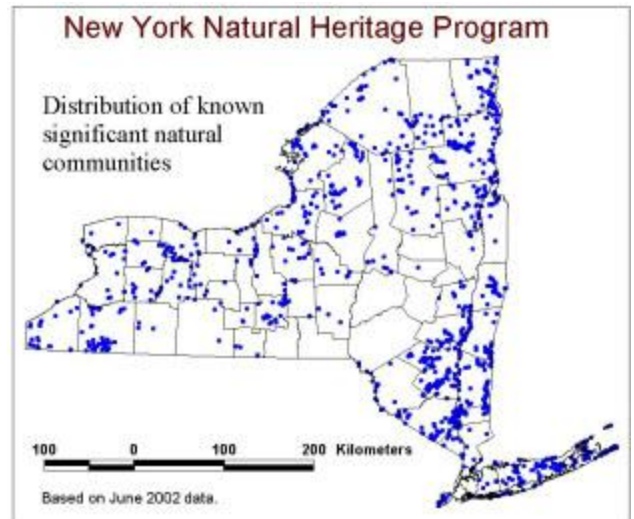 New York Natural Heritage Program
Distribution of known
significant natural
communities
100 0 100 200 Kilometers
Based on June 2002 data.